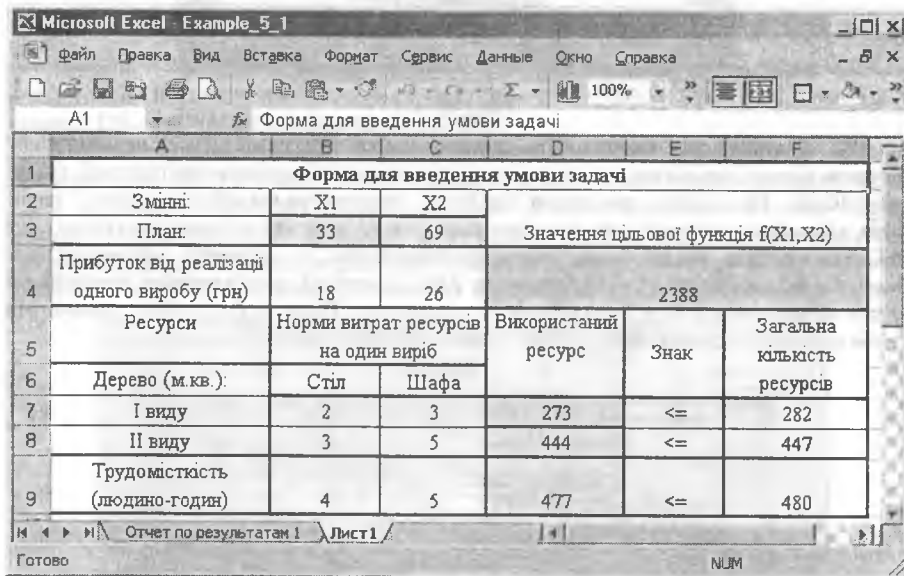 Microsoft Excel - Example_5_1
Файл Правка Вид Вставка Формат Сервис Данные Окно Справка
100%
A1 fx Форма для введення умови задачі
A B C D E F
1 Форма для введення умови задачі
2 Змінні: X1 X2
3 План: 33 69 Значення цільової функція f(X1,X2)
Прибуток від реалізації
4 одного виробу (грн) 18 26 2388
Ресурси Норми витрат ресурсів Використаний Загальна
5 на один виріб ресурс Знак кількість
6 Дерево (м.кв.): Стіл Шафа ресурсів
7 I виду 2 3 273 <= 282
8 II виду 3 5 444 <= 447
Трудомісткість
9 (людино-годин) 4 5 477 <= 480
Отчет по результатам 1 Лист1
Готово NUM